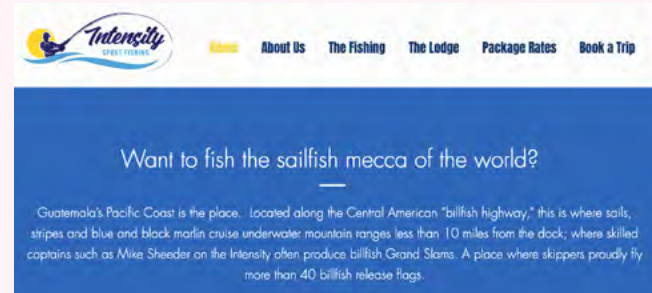 Intensity
SPORT FISHING
Home About Us The Fishing The Lodge Package Rates Book a Trip
Want to fish the sailfish mecca of the world?
Guatemala's Pacific Coast is the place. Located along the Central American "billfish highway," this is where sails,
stripes and blue and black marlin cruise underwater mountain ranges less than 10 miles from the dock; where skilled
captains such as Mike Sheeder on the Intensity often produce billfish Grand Slams. A place where skippers proudly fly
more than 40 billfish release flags.